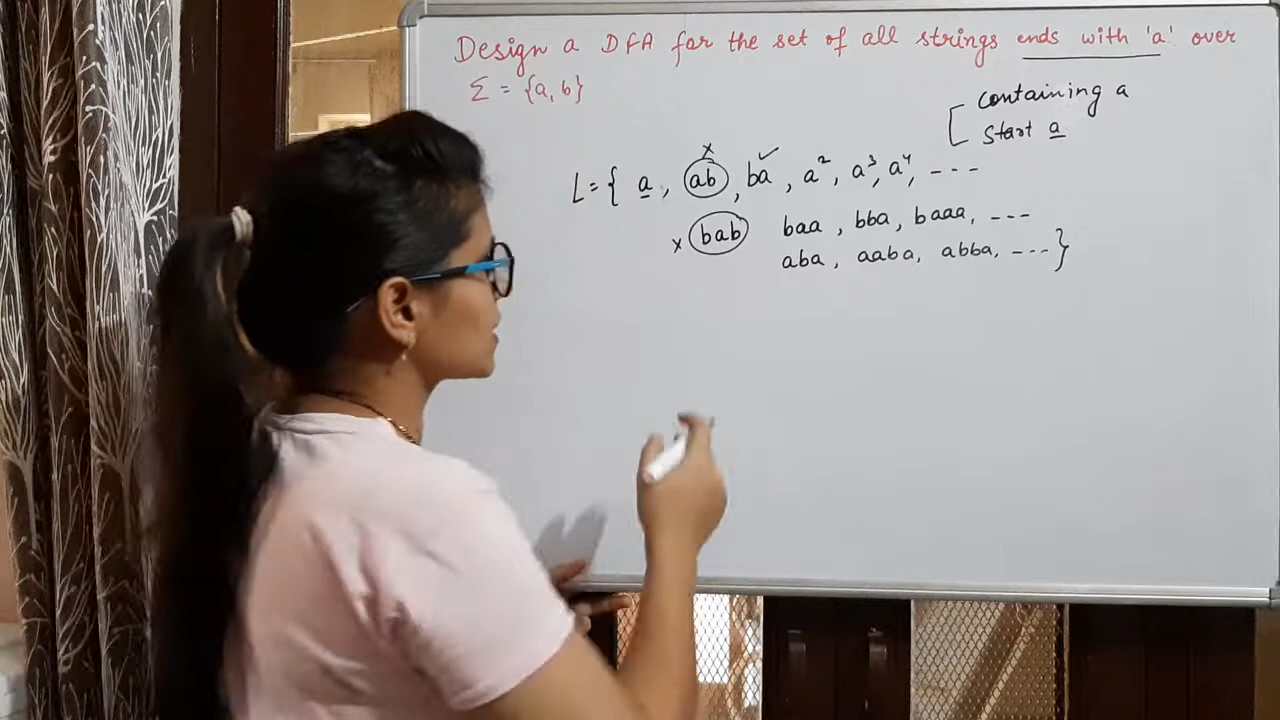 Design a DFA for the set of all strings ends with 'a' over
Σ = {a, b}
containing a
start a
L = { a, ab, ba, a², a³, a⁴, ---
x ✓
x bab baa, bba, baaa, ---
aba, aaba, abba, --- }